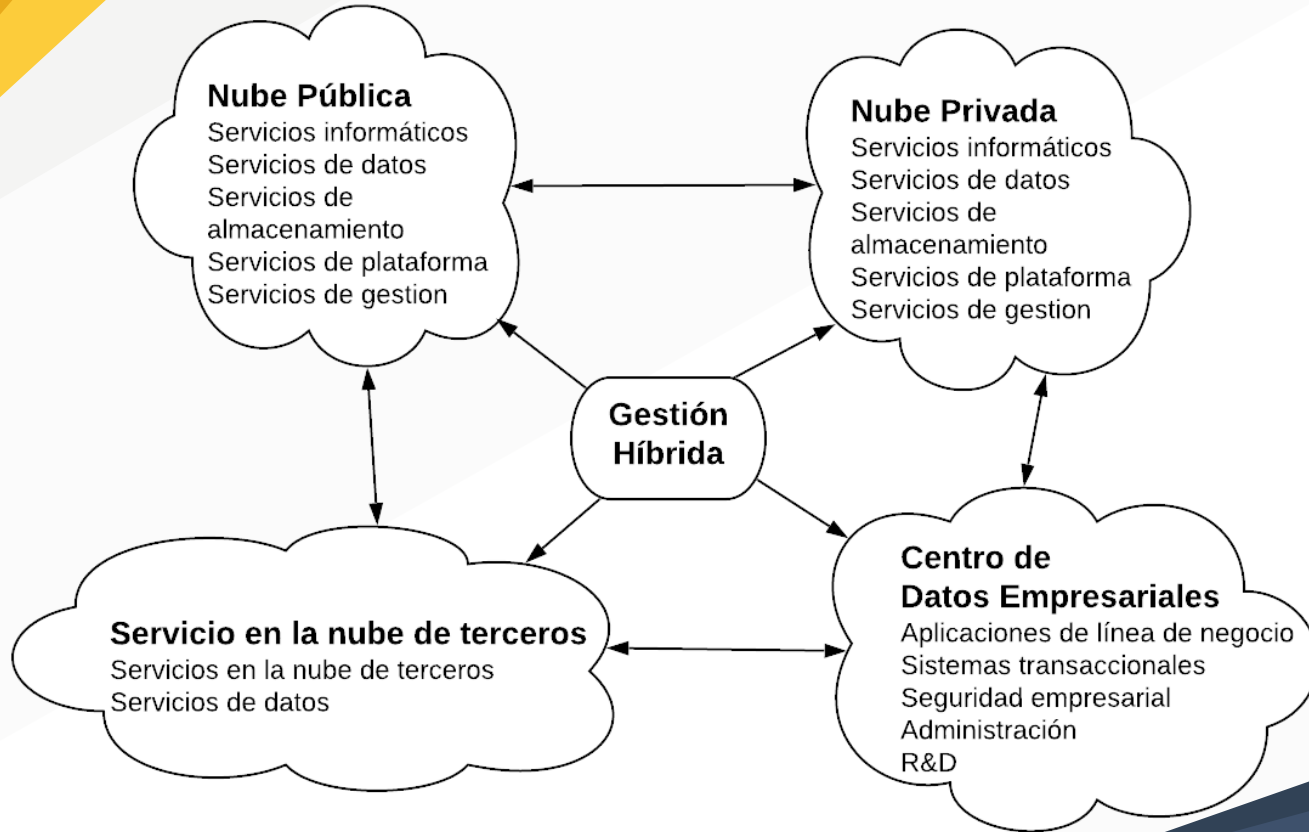 Nube Pública
Servicios informáticos
Servicios de datos
Servicios de
almacenamiento
Servicios de plataforma
Servicios de gestion
Nube Privada
Servicios informáticos
Servicios de datos
Servicios de
almacenamiento
Servicios de plataforma
Servicios de gestion
Gestión
Híbrida
Servicio en la nube de terceros
Servicios en la nube de terceros
Servicios de datos
Centro de
Datos Empresariales
Aplicaciones de línea de negocio
Sistemas transaccionales
Seguridad empresarial
Administración
R&D